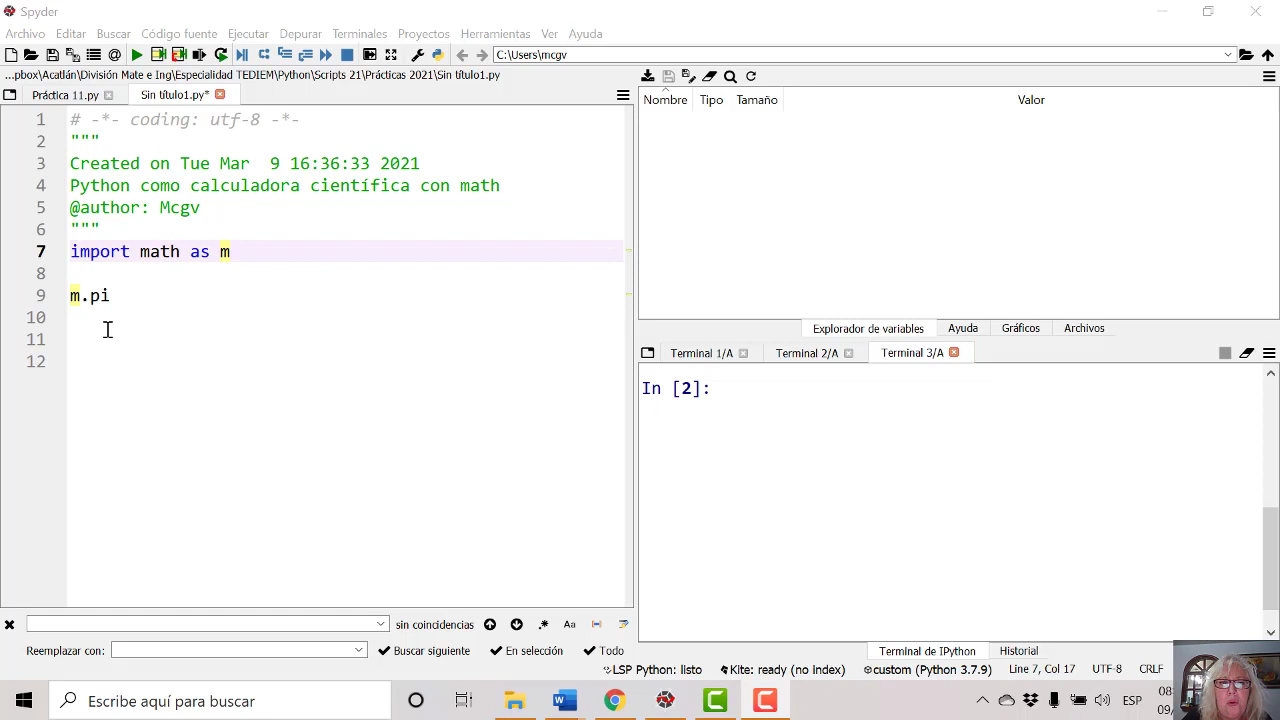 Spyder
Archivo Editar Buscar Código fuente Ejecutar Depurar Terminales Proyectos Herramientas Ver Ayuda
C:\Users\mcgv
...pbox\Acatlán\División Mate e Ing\Especialidad TEDIEM\Python\Scripts 21\Prácticas 2021\Sin título1.py
Práctica 11.py Sin título1.py*
1 # -*- coding: utf-8 -*-
2 """
3 Created on Tue Mar  9 16:36:33 2021
4 Python como calculadora científica con math
5 @author: Mcgv
6 """
7 import math as m
8
9 m.pi
10
11
12
Nombre Tipo Tamaño Valor
Explorador de variables Ayuda Gráficos Archivos
Terminal 1/A Terminal 2/A Terminal 3/A
In [2]:
sin coincidencias Aa
Reemplazar con: Buscar siguiente En selección Todo
Terminal de IPython Historial
LSP Python: listo Kite: ready (no index) custom (Python 3.7.9) Line 7, Col 17 UTF-8 CRLF
Escribe aquí para buscar
ESP